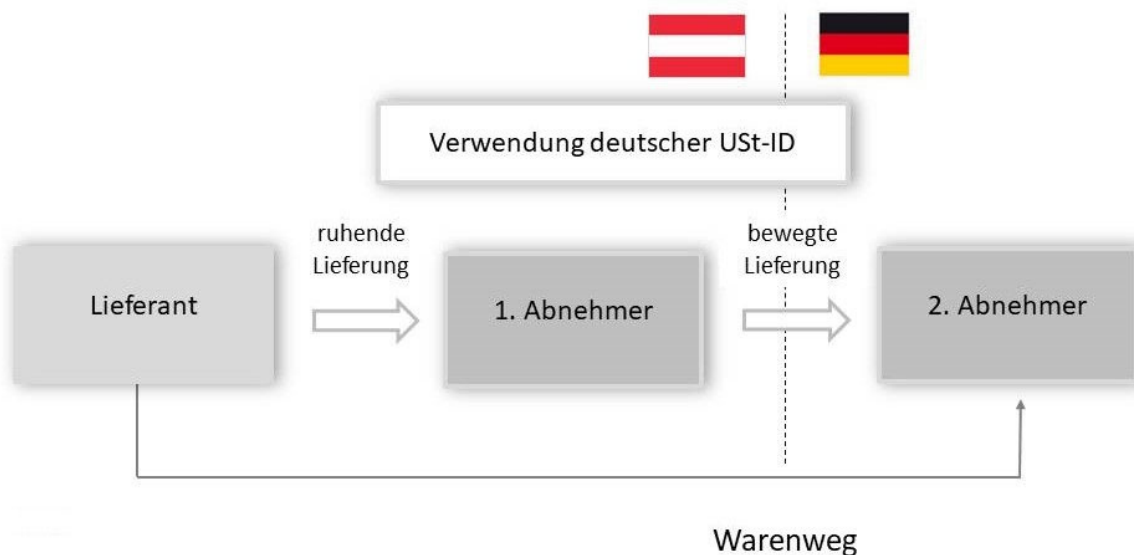 Verwendung deutscher USt-ID
ruhende
Lieferung
bewegte
Lieferung
Lieferant
1. Abnehmer
2. Abnehmer
Warenweg